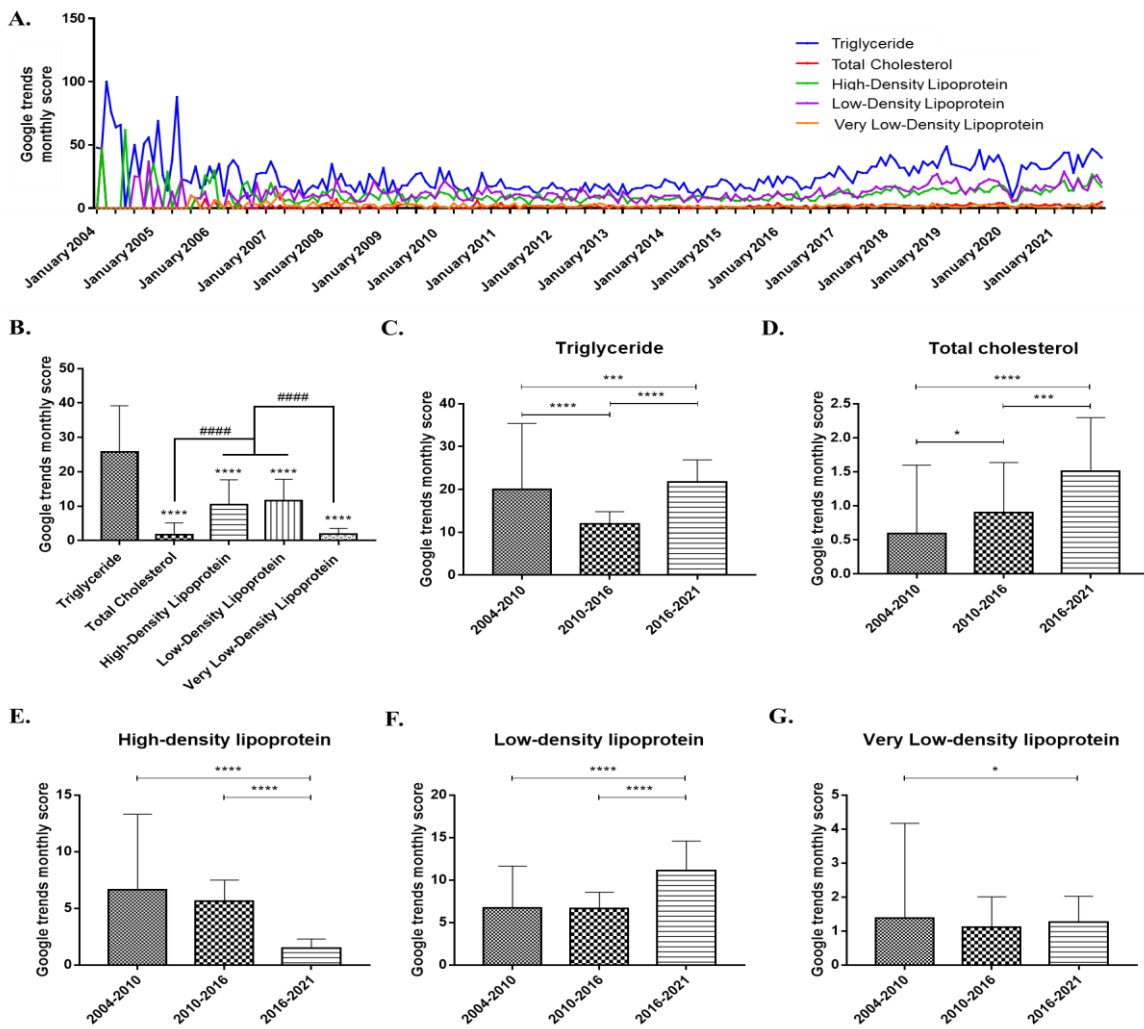 A.
150
100
50
0
Google trends
monthly score
Triglyceride
Total Cholesterol
High-Density Lipoprotein
Low-Density Lipoprotein
Very Low-Density Lipoprotein
January 2004
January 2005
January 2006
January 2007
January 2008
January 2009
January 2010
January 2011
January 2012
January 2013
January 2014
January 2015
January 2016
January 2017
January 2018
January 2019
January 2020
January 2021
B.
Google trends monthly score
50
40
30
20
10
0
####
####
****
****
****
****
Triglyceride
Total Cholesterol
High-Density Lipoprotein
Low-Density Lipoprotein
Very Low-Density Lipoprotein
C.
Triglyceride
Google trends monthly score
40
30
20
10
0
***
****
****
2004-2010
2010-2016
2016-2021
D.
Total cholesterol
Google trends monthly score
2.5
2.0
1.5
1.0
0.5
0.0
****
***
*
2004-2010
2010-2016
2016-2021
E.
High-density lipoprotein
Google trends monthly score
15
10
5
0
****
****
2004-2010
2010-2016
2016-2021
F.
Low-density lipoprotein
Google trends monthly score
20
15
10
5
0
****
****
2004-2010
2010-2016
2016-2021
G.
Very Low-density lipoprotein
Google trends monthly score
5
4
3
2
1
0
*
2004-2010
2010-2016
2016-2021